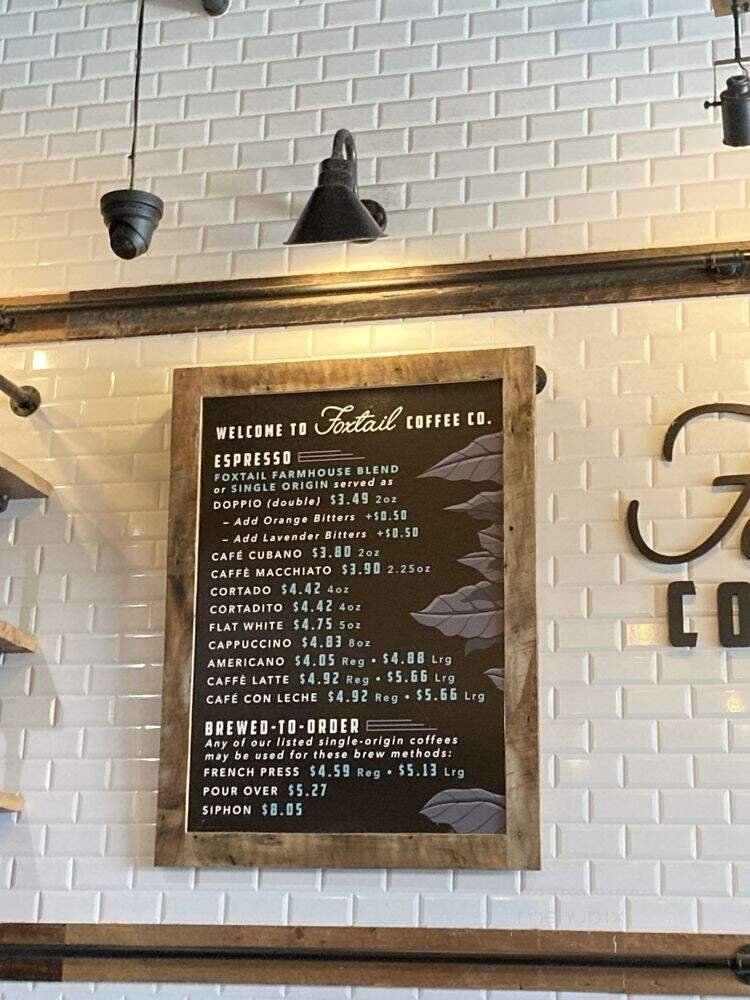 WELCOME TO Foxtail COFFEE CO.
ESPRESSO
FOXTAIL FARMHOUSE BLEND
or SINGLE ORIGIN served as
DOPPIO (double) $3.49 2oz
– Add Orange Bitters +$0.50
– Add Lavender Bitters +$0.50
CAFÉ CUBANO $3.80 2oz
CAFFÈ MACCHIATO $3.90 2.25oz
CORTADO $4.42 4oz
CORTADITO $4.42 4oz
FLAT WHITE $4.75 5oz
CAPPUCCINO $4.83 8oz
AMERICANO $4.05 Reg • $4.88 Lrg
CAFFÈ LATTE $4.92 Reg • $5.66 Lrg
CAFÉ CON LECHE $4.92 Reg • $5.66 Lrg
BREWED-TO-ORDER
Any of our listed single-origin coffees
may be used for these brew methods:
FRENCH PRESS $4.59 Reg • $5.13 Lrg
POUR OVER $5.27
SIPHON $8.05
CO
menupix